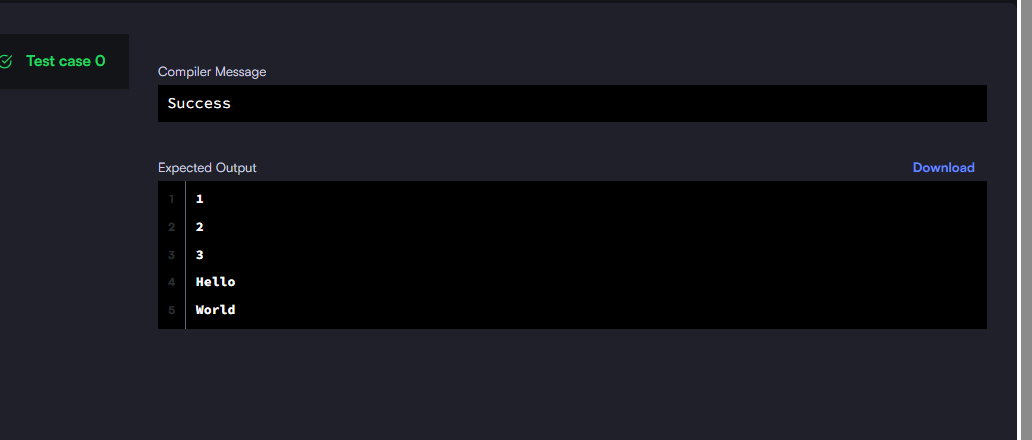 Test case 0
Compiler Message
Success
Expected Output Download
1 1
2 2
3 3
4 Hello
5 World